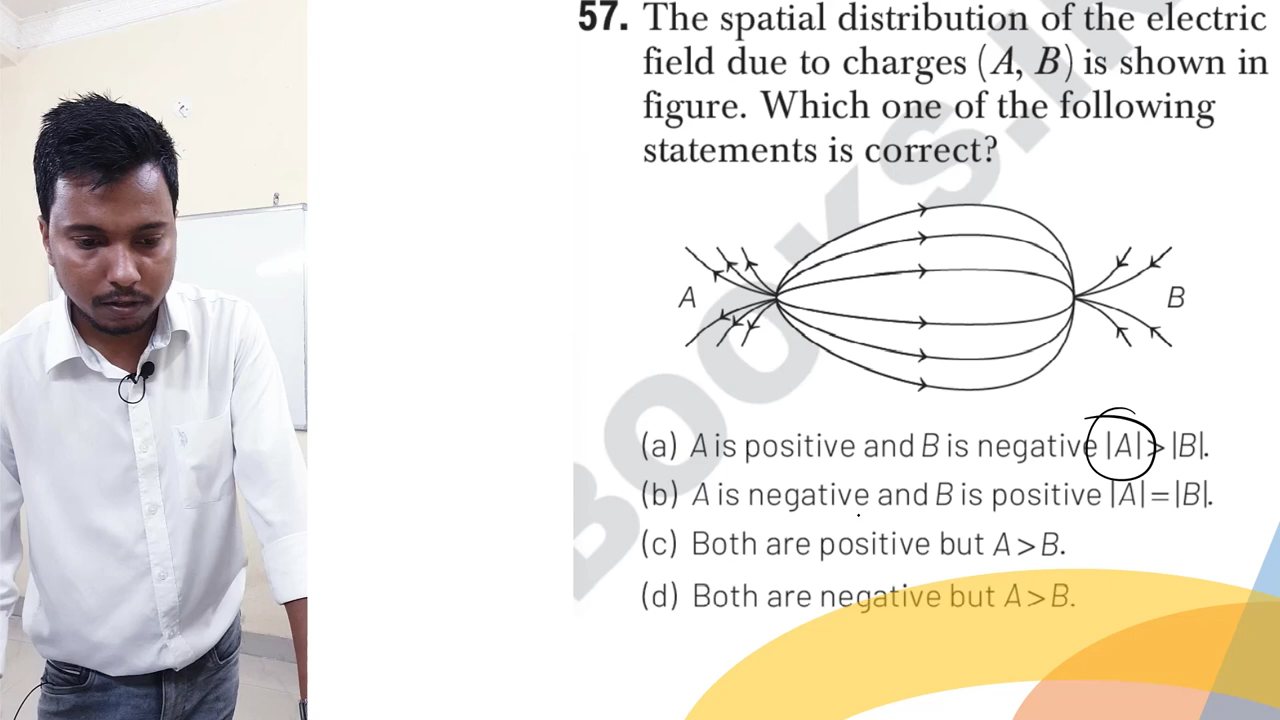 57. The spatial distribution of the electric
field due to charges (A, B) is shown in
figure. Which one of the following
statements is correct?
A
B
(a) A is positive and B is negative |A| > |B|.
(b) A is negative and B is positive |A| = |B|.
(c) Both are positive but A > B.
(d) Both are negative but A > B.